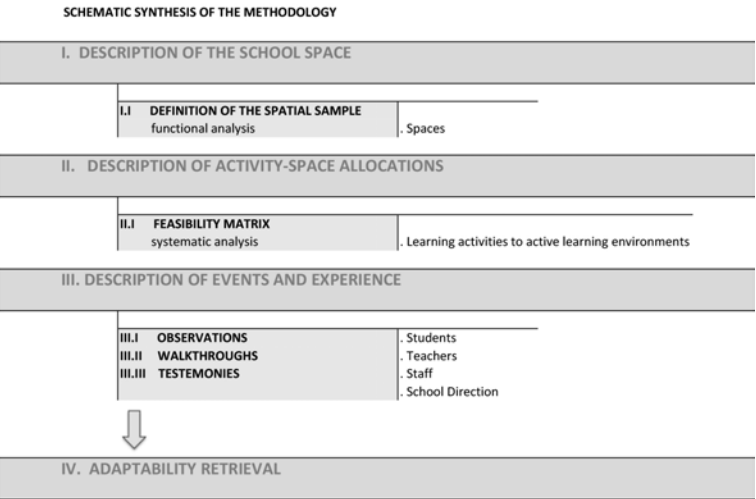 SCHEMATIC SYNTHESIS OF THE METHODOLOGY
I. DESCRIPTION OF THE SCHOOL SPACE
I.I DEFINITION OF THE SPATIAL SAMPLE
functional analysis . Spaces
II. DESCRIPTION OF ACTIVITY-SPACE ALLOCATIONS
II.I FEASIBILITY MATRIX
systematic analysis . Learning activities to active learning environments
III. DESCRIPTION OF EVENTS AND EXPERIENCE
III.I OBSERVATIONS . Students
III.II WALKTHROUGHS . Teachers
III.III TESTEMONIES . Staff
. School Direction
IV. ADAPTABILITY RETRIEVAL